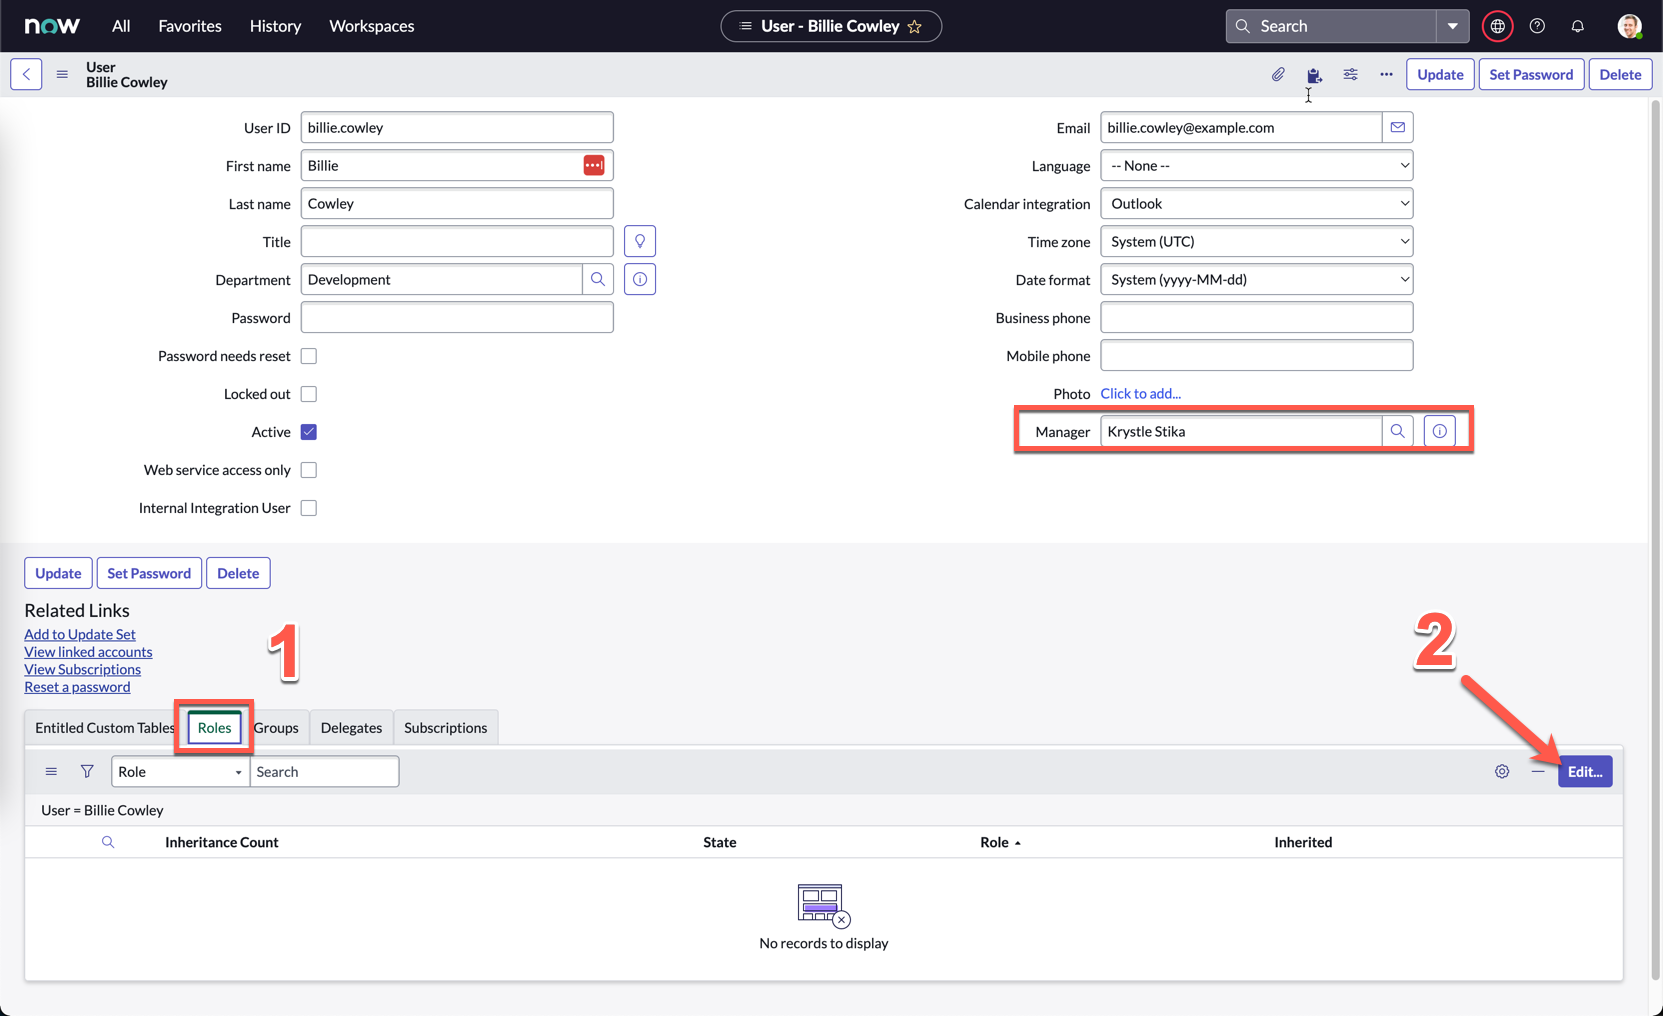 now All Favorites History Workspaces User - Billie Cowley Search
User
Billie Cowley
Update Set Password Delete
User ID billie.cowley
First name Billie
Last name Cowley
Title
Department Development
Password
Password needs reset
Locked out
Active
Web service access only
Internal Integration User
Email billie.cowley@example.com
Language -- None --
Calendar integration Outlook
Time zone System (UTC)
Date format System (yyyy-MM-dd)
Business phone
Mobile phone
Photo Click to add...
Manager Krystle Stika
Update Set Password Delete
Related Links
Add to Update Set
View linked accounts
View Subscriptions
Reset a password
1
2
Entitled Custom Tables Roles Groups Delegates Subscriptions
Role Search Edit...
User = Billie Cowley
Inheritance Count State Role Inherited
No records to display